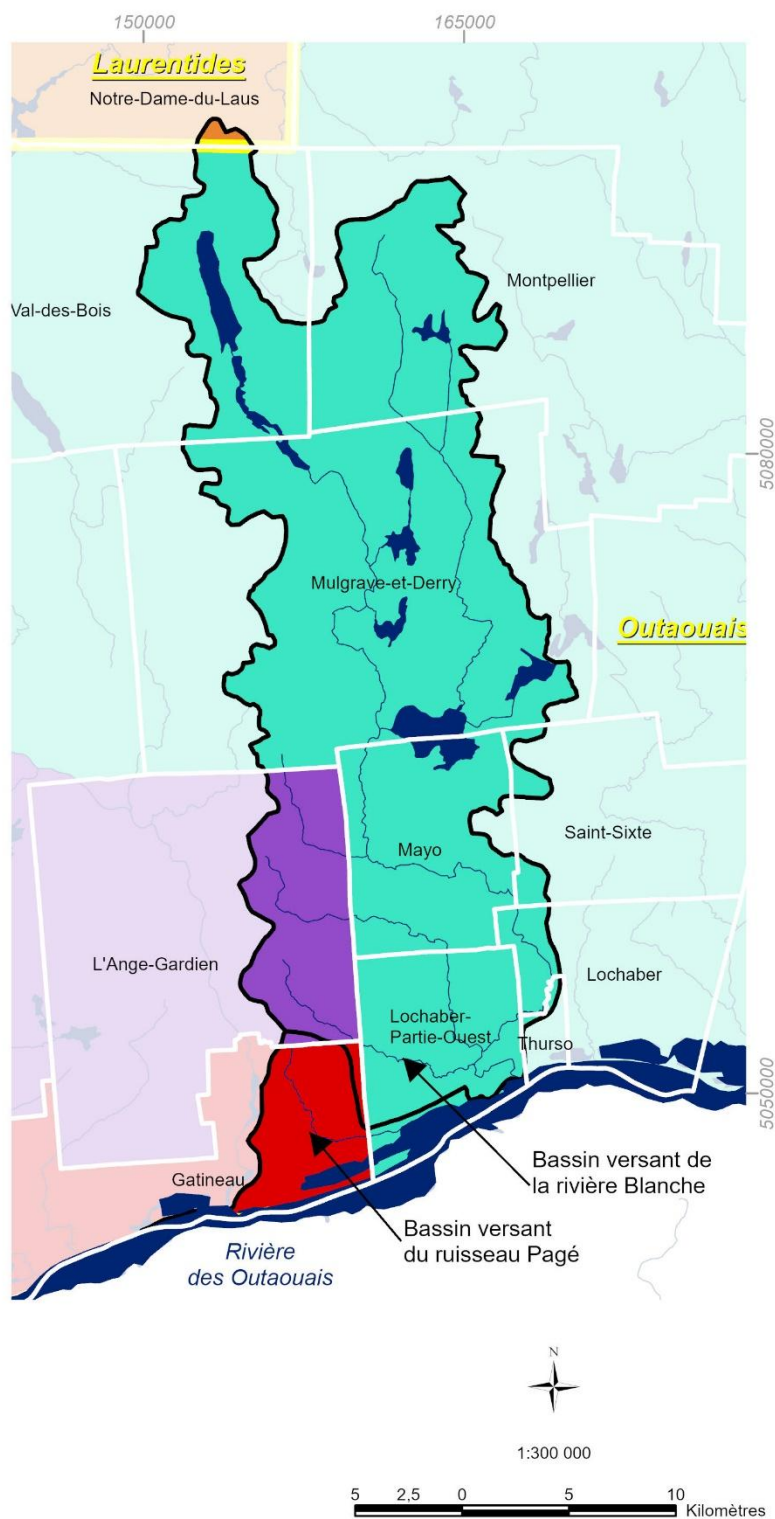 150000
165000
Laurentides
Notre-Dame-du-Laus
Val-des-Bois
Montpellier
5080000
Mulgrave-et-Derry
Outaouais
Mayo
Saint-Sixte
L'Ange-Gardien
Lochaber
Lochaber-
Partie-Ouest
Thurso
5050000
Gatineau
Bassin versant de
la rivière Blanche
Bassin versant
du ruisseau Pagé
Rivière
des Outaouais
N
1:300 000
5 2,5 0 5 10
Kilomètres